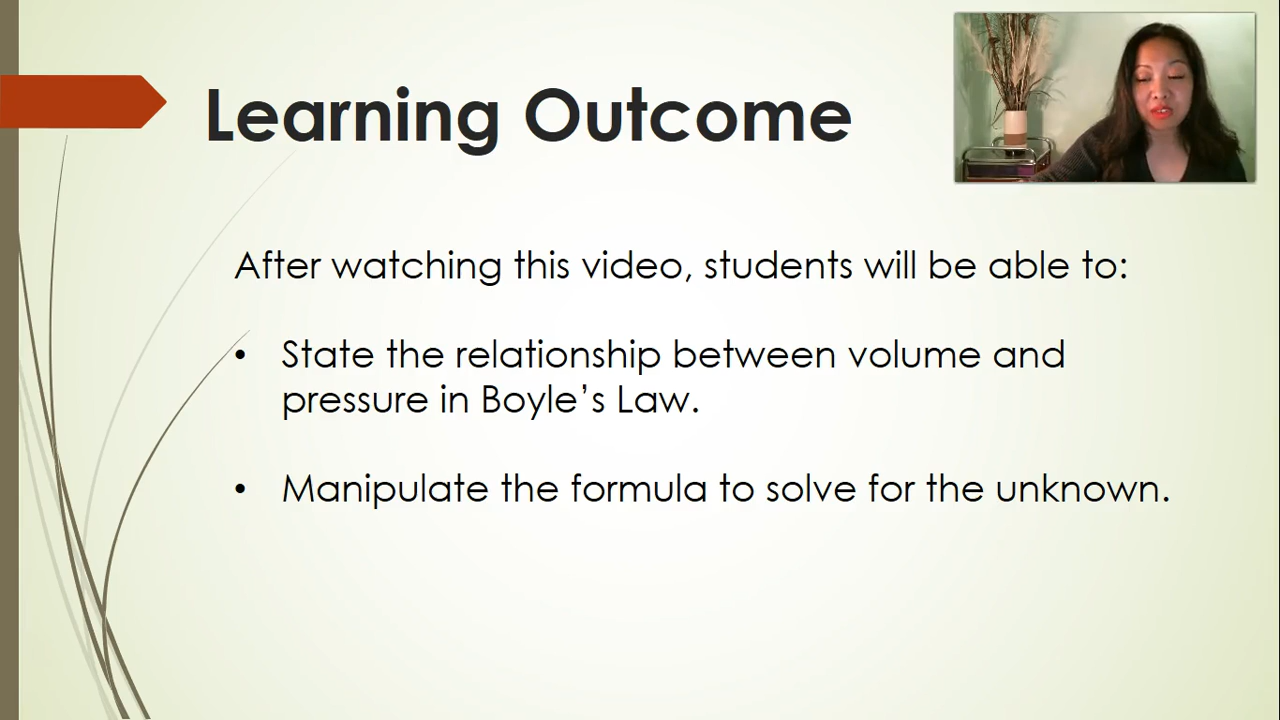 Learning Outcome
After watching this video, students will be able to:
• State the relationship between volume and
pressure in Boyle’s Law.
• Manipulate the formula to solve for the unknown.